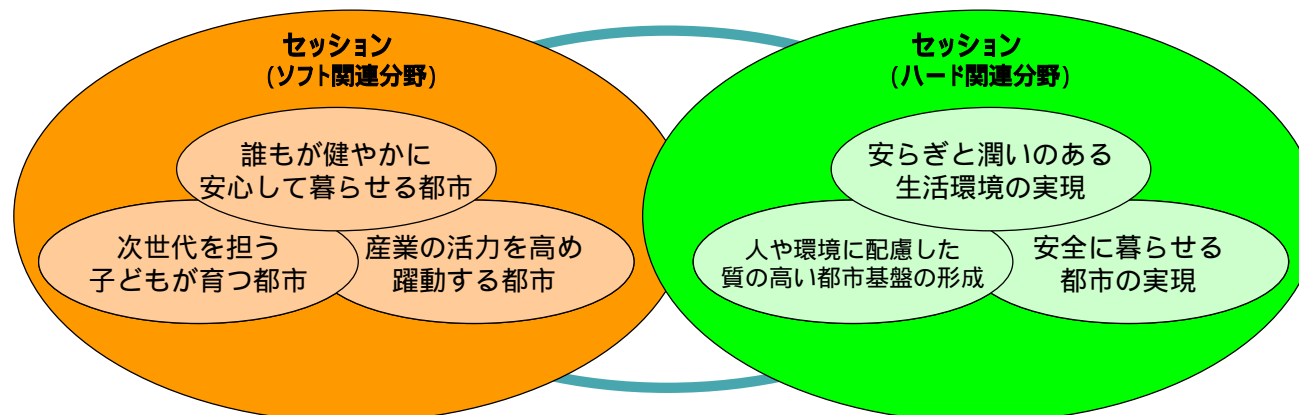 セッション
(ソフト関連分野)
誰もが健やかに
安心して暮らせる都市
次世代を担う
子どもが育つ都市
産業の活力を高め
躍動する都市
セッション
(ハード関連分野)
安らぎと潤いのある
生活環境の実現
人や環境に配慮した
質の高い都市基盤の形成
安全に暮らせる
都市の実現